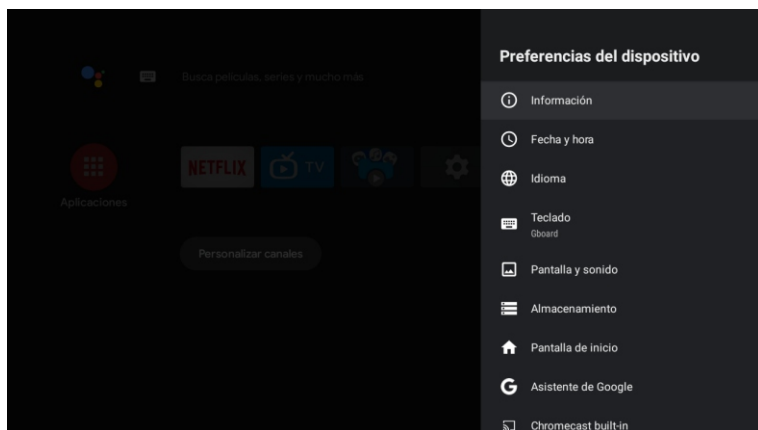 Preferencias del dispositivo
Busca películas, series y mucho más
Información
Fecha y hora
Idioma
Teclado
Gboard
NETFLIX
TV
Aplicaciones
Personalizar canales
Pantalla y sonido
Almacenamiento
Pantalla de inicio
Asistente de Google
Chromecast built-in